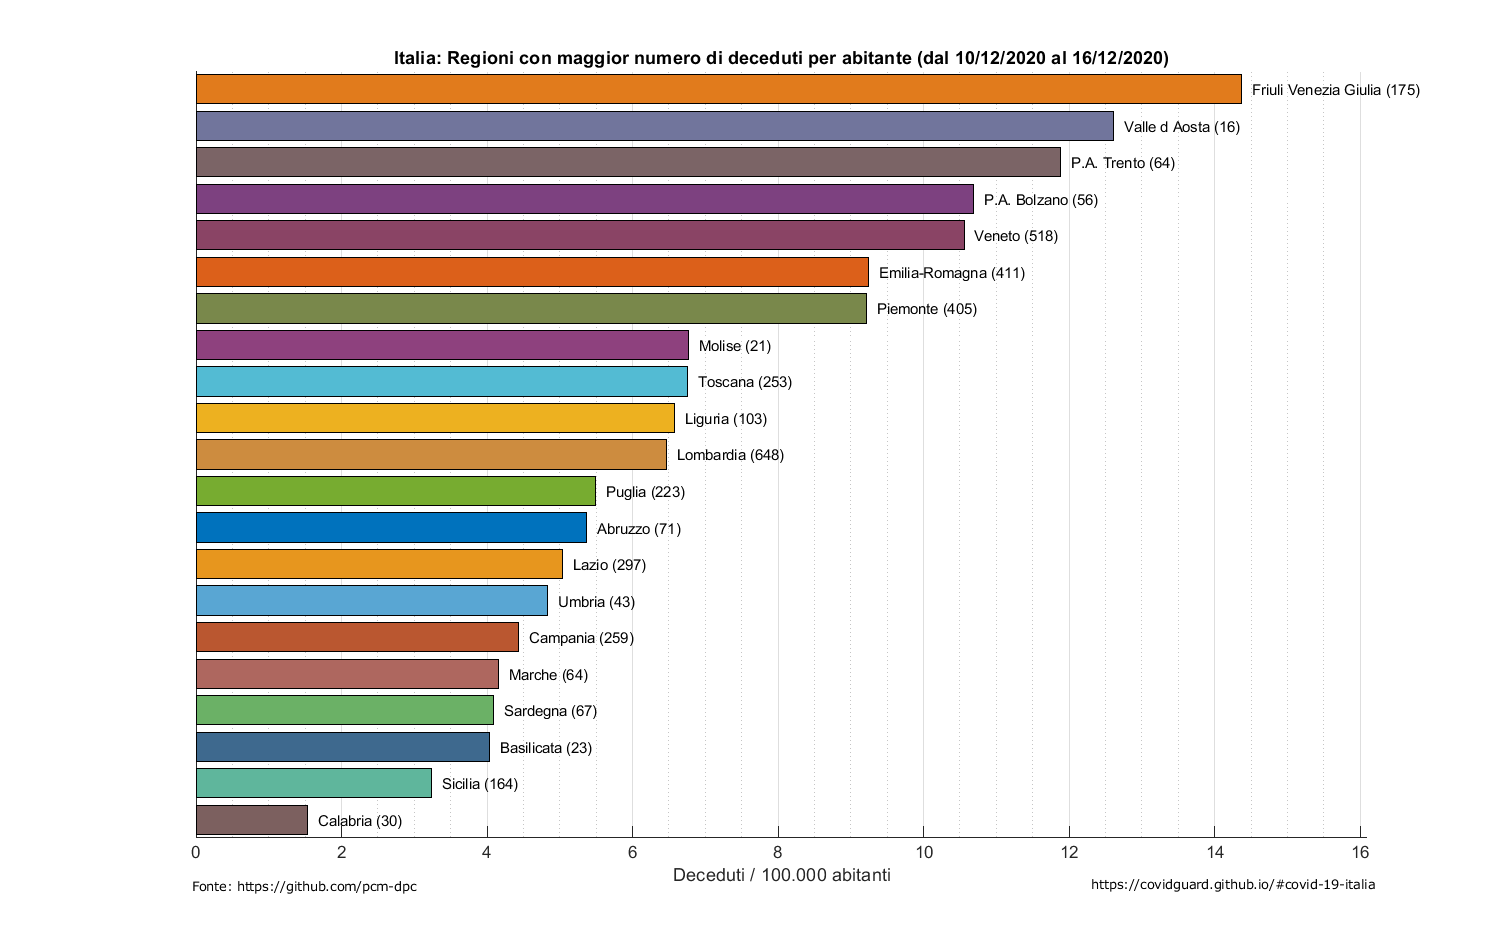 Italia: Regioni con maggior numero di deceduti per abitante (dal 10/12/2020 al 16/12/2020)
Friuli Venezia Giulia (175)
Valle d Aosta (16)
P.A. Trento (64)
P.A. Bolzano (56)
Veneto (518)
Emilia-Romagna (411)
Piemonte (405)
Molise (21)
Toscana (253)
Liguria (103)
Lombardia (648)
Puglia (223)
Abruzzo (71)
Lazio (297)
Umbria (43)
Campania (259)
Marche (64)
Sardegna (67)
Basilicata (23)
Sicilia (164)
Calabria (30)
0 2 4 6 8 10 12 14 16
Deceduti / 100.000 abitanti
Fonte: https://github.com/pcm-dpc
https://covidguard.github.io/#covid-19-italia